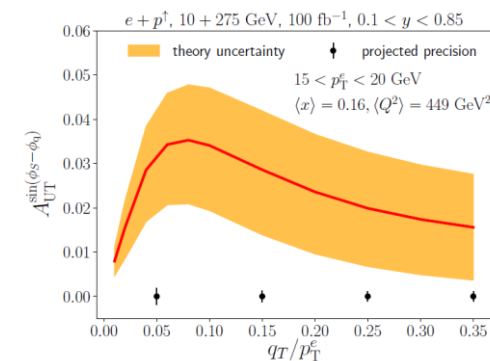 e + p↑, 10 + 275 GeV, 100 fb⁻¹, 0.1 < y < 0.85
theory uncertainty
projected precision
15 < p_T^e < 20 GeV
⟨x⟩ = 0.16, ⟨Q²⟩ = 449 GeV²
A_UT^sin(ϕ_S−ϕ_q)
0.06
0.05
0.04
0.03
0.02
0.01
0.00
0.00 0.05 0.10 0.15 0.20 0.25 0.30 0.35
q_T/p_T^e